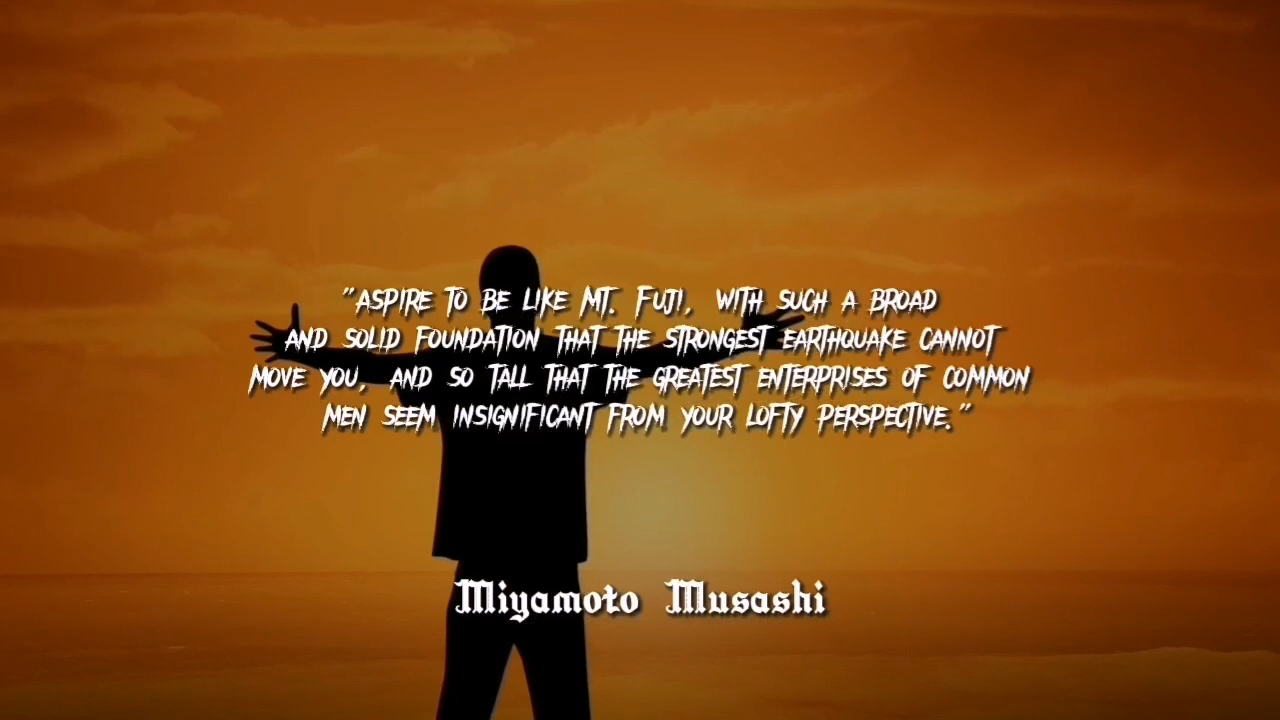 "ASPIRE TO BE LIKE MT. FUJI, WITH SUCH A BROAD
AND SOLID FOUNDATION THAT THE STRONGEST EARTHQUAKE CANNOT
MOVE YOU, AND SO TALL THAT THE GREATEST ENTERPRISES OF COMMON
MEN SEEM INSIGNIFICANT FROM YOUR LOFTY PERSPECTIVE."
Miyamoto Musashi